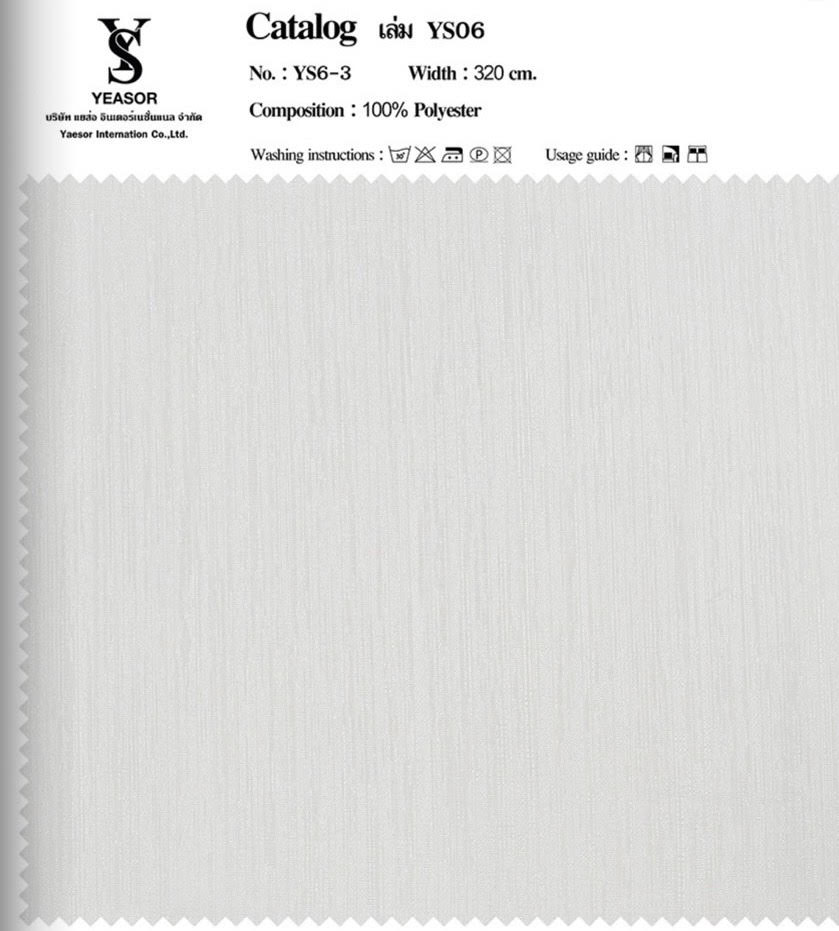 YS
YEASOR
บริษัท แยส่อ อินเตอร์เนชั่นแนล จำกัด
Yaesor Internation Co.,Ltd.
Catalog เล่ม YS06
No. : YS6-3 Width : 320 cm.
Composition : 100% Polyester
Washing instructions : 30 P Usage guide :